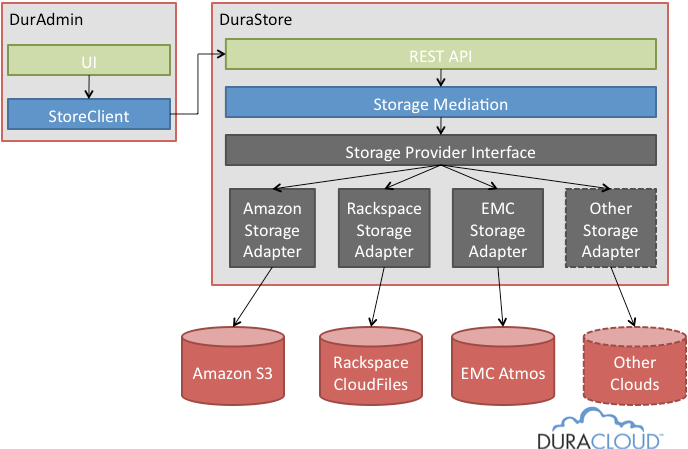 DurAdmin
DuraStore
UI
StoreClient
REST API
Storage Mediation
Storage Provider Interface
Amazon
Storage
Adapter
Rackspace
Storage
Adapter
EMC
Storage
Adapter
Other
Storage
Adapter
Amazon S3
Rackspace
CloudFiles
EMC Atmos
Other
Clouds
DURACLOUD™